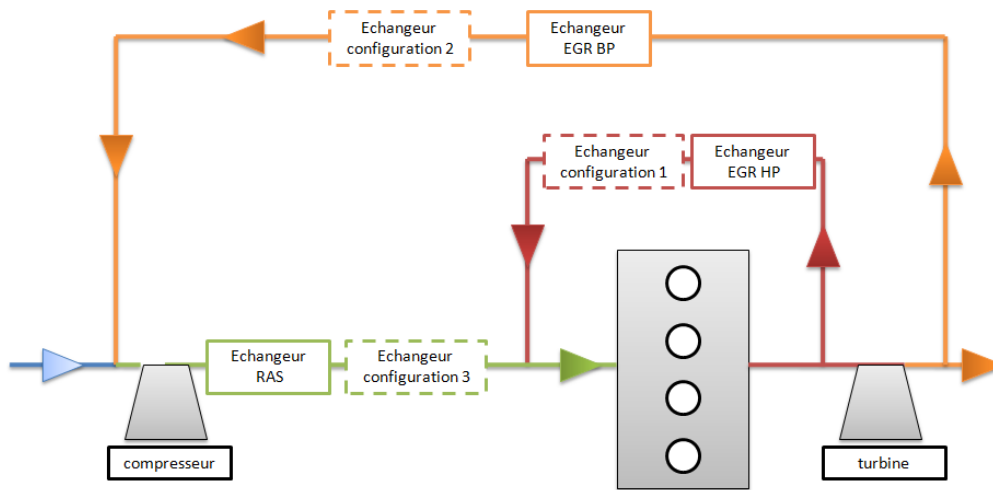 Echangeur
configuration 2
Echangeur
EGR BP
Echangeur
configuration 1
Echangeur
EGR HP
Echangeur
RAS
Echangeur
configuration 3
compresseur
turbine